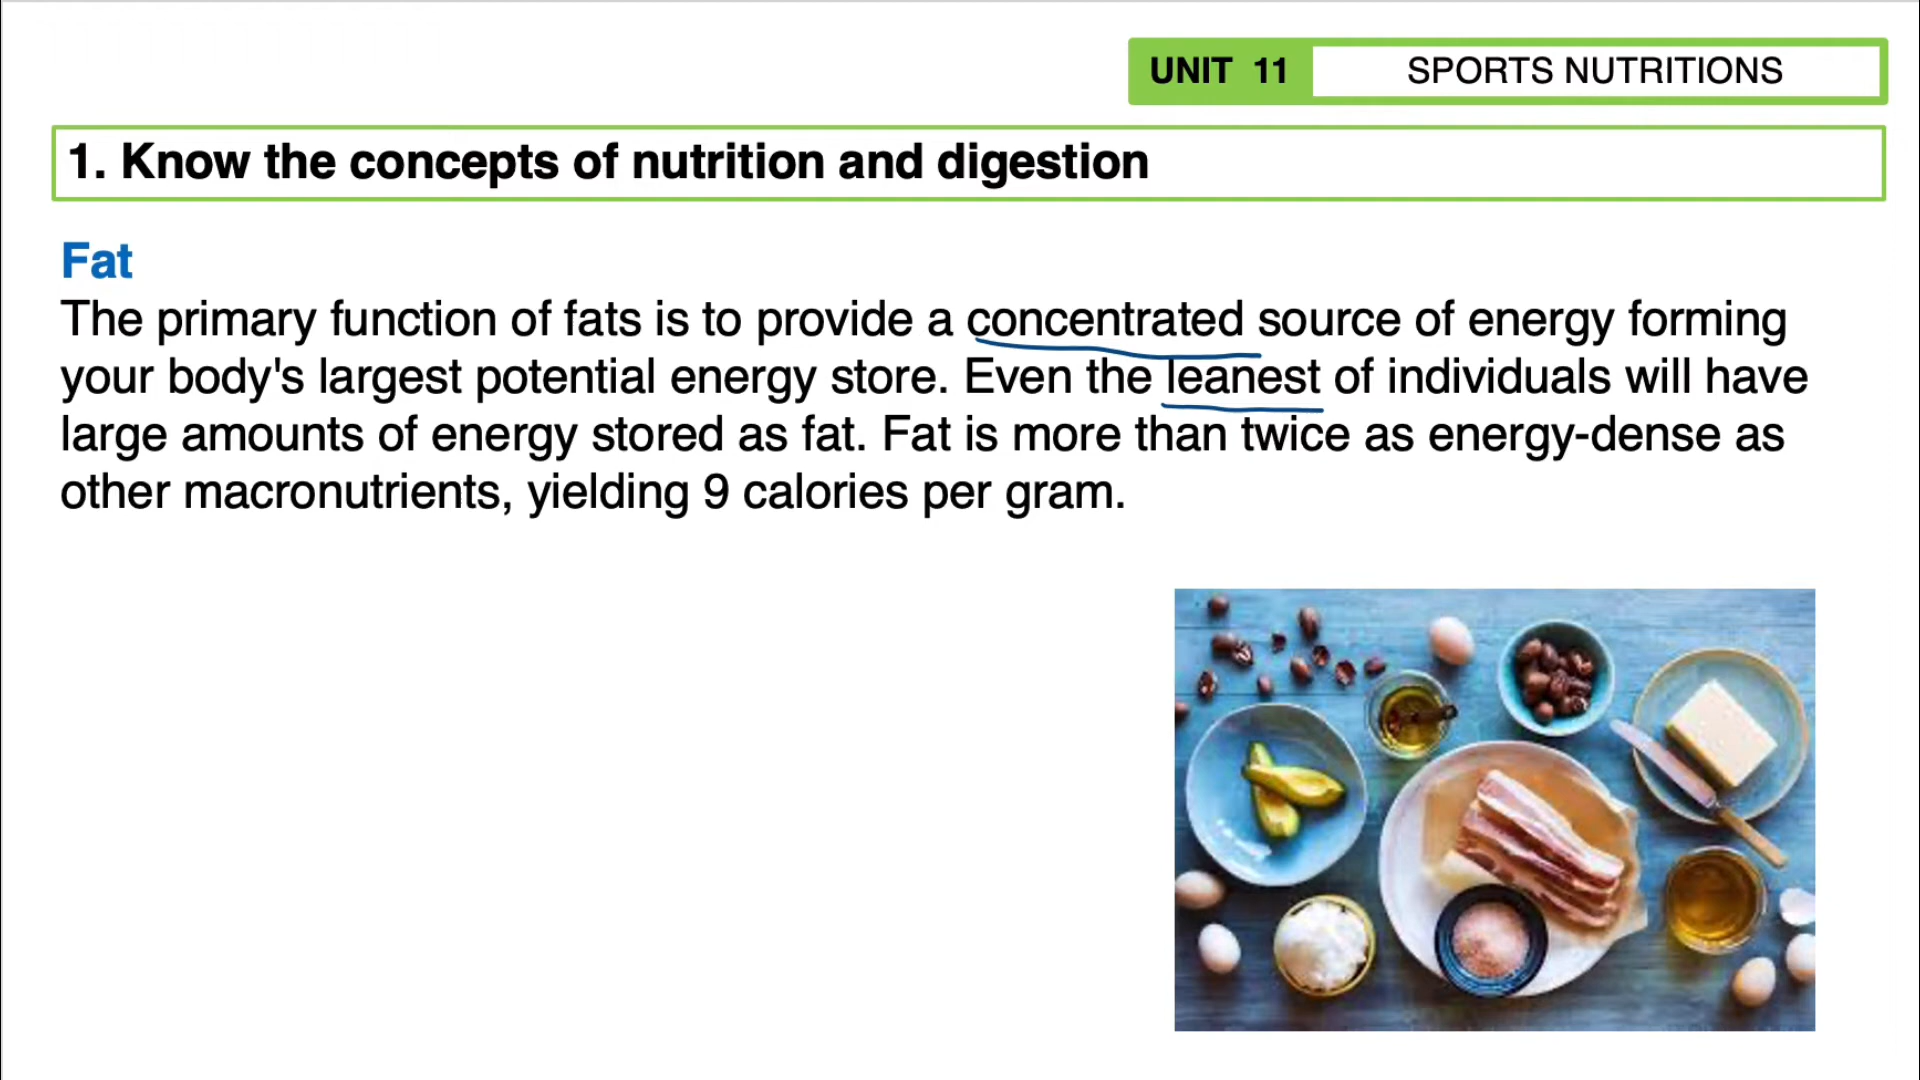 UNIT 11 SPORTS NUTRITIONS
1. Know the concepts of nutrition and digestion
Fat
The primary function of fats is to provide a concentrated source of energy forming
your body's largest potential energy store. Even the leanest of individuals will have
large amounts of energy stored as fat. Fat is more than twice as energy-dense as
other macronutrients, yielding 9 calories per gram.